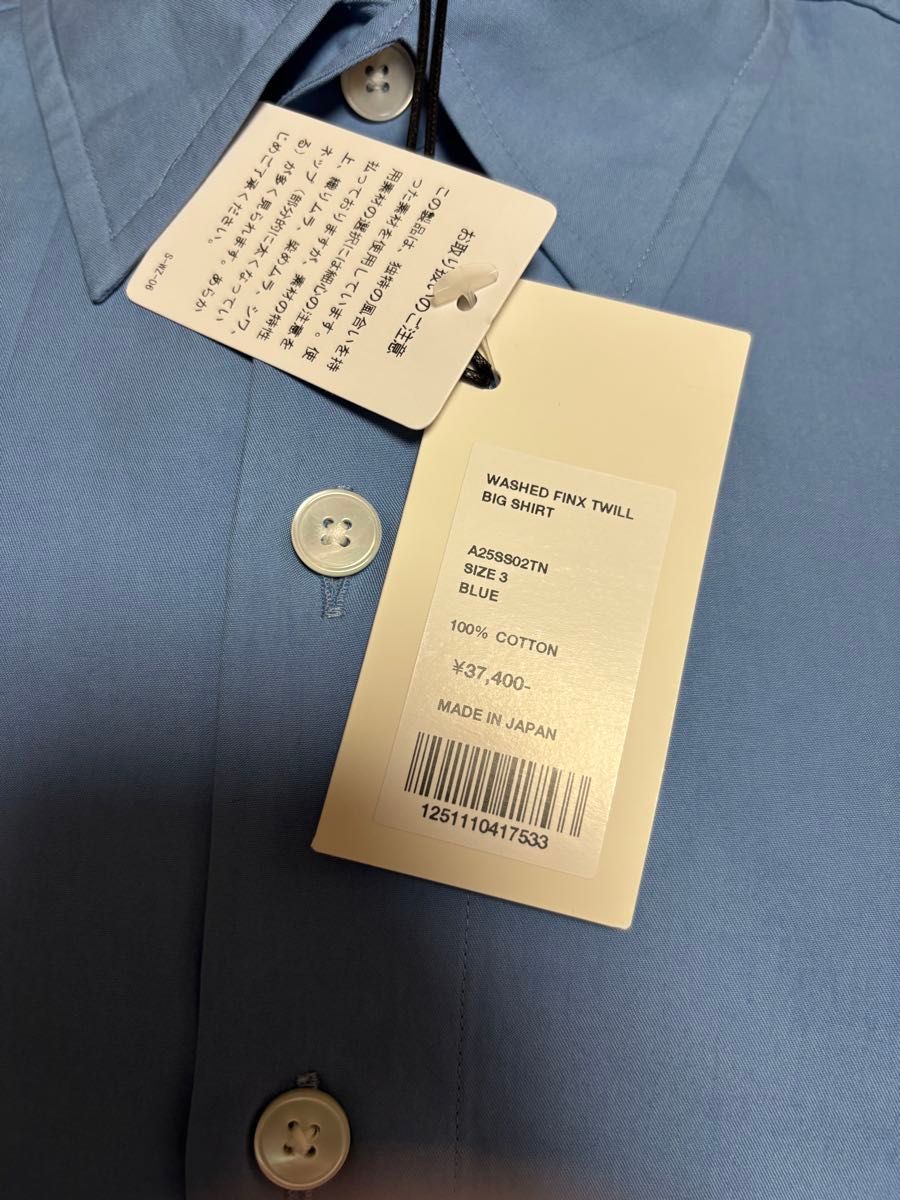 お取り扱いのご注意
この製品は、独特の風合いを持
った素材を使用しています。使
用素材の選択には細心の注意を
払っておりますが、素材の特性
上、織りムラ、染めムラ、シワ、
ネップ（部分的に太くなってい
る）が多く見られます。あらか
じめご了承ください。
S-WZ-06
WASHED FINX TWILL
BIG SHIRT
A25SS02TN
SIZE 3
BLUE
100% COTTON
¥37,400-
MADE IN JAPAN
1251110417533